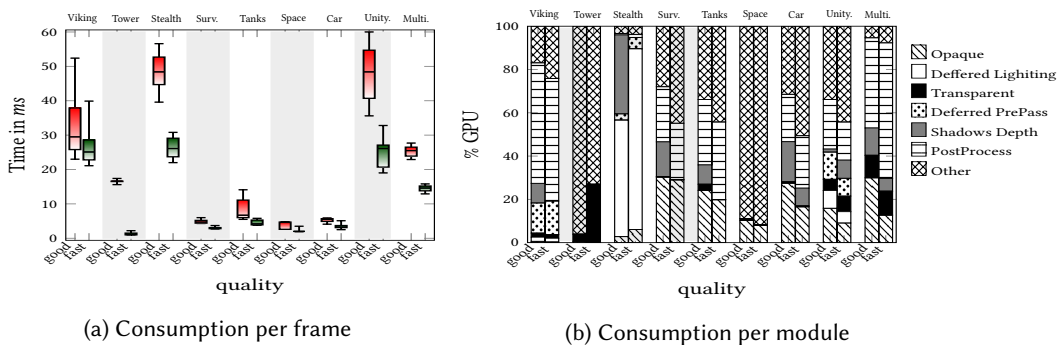 Viking Tower Stealth Surv. Tanks Space Car Unity. Multi.
60
50
40
30
20
10
0
Time in ms
good fast good fast good fast good fast good fast good fast good fast good fast good fast
quality
(a) Consumption per frame
Viking Tower Stealth Surv. Tanks Space Car Unity. Multi.
100
80
60
40
20
0
% GPU
good fast good fast good fast good fast good fast good fast good fast good fast good fast
quality
Opaque
Deffered Lighiting
Transparent
Deferred PrePass
Shadows Depth
PostProcess
Other
(b) Consumption per module